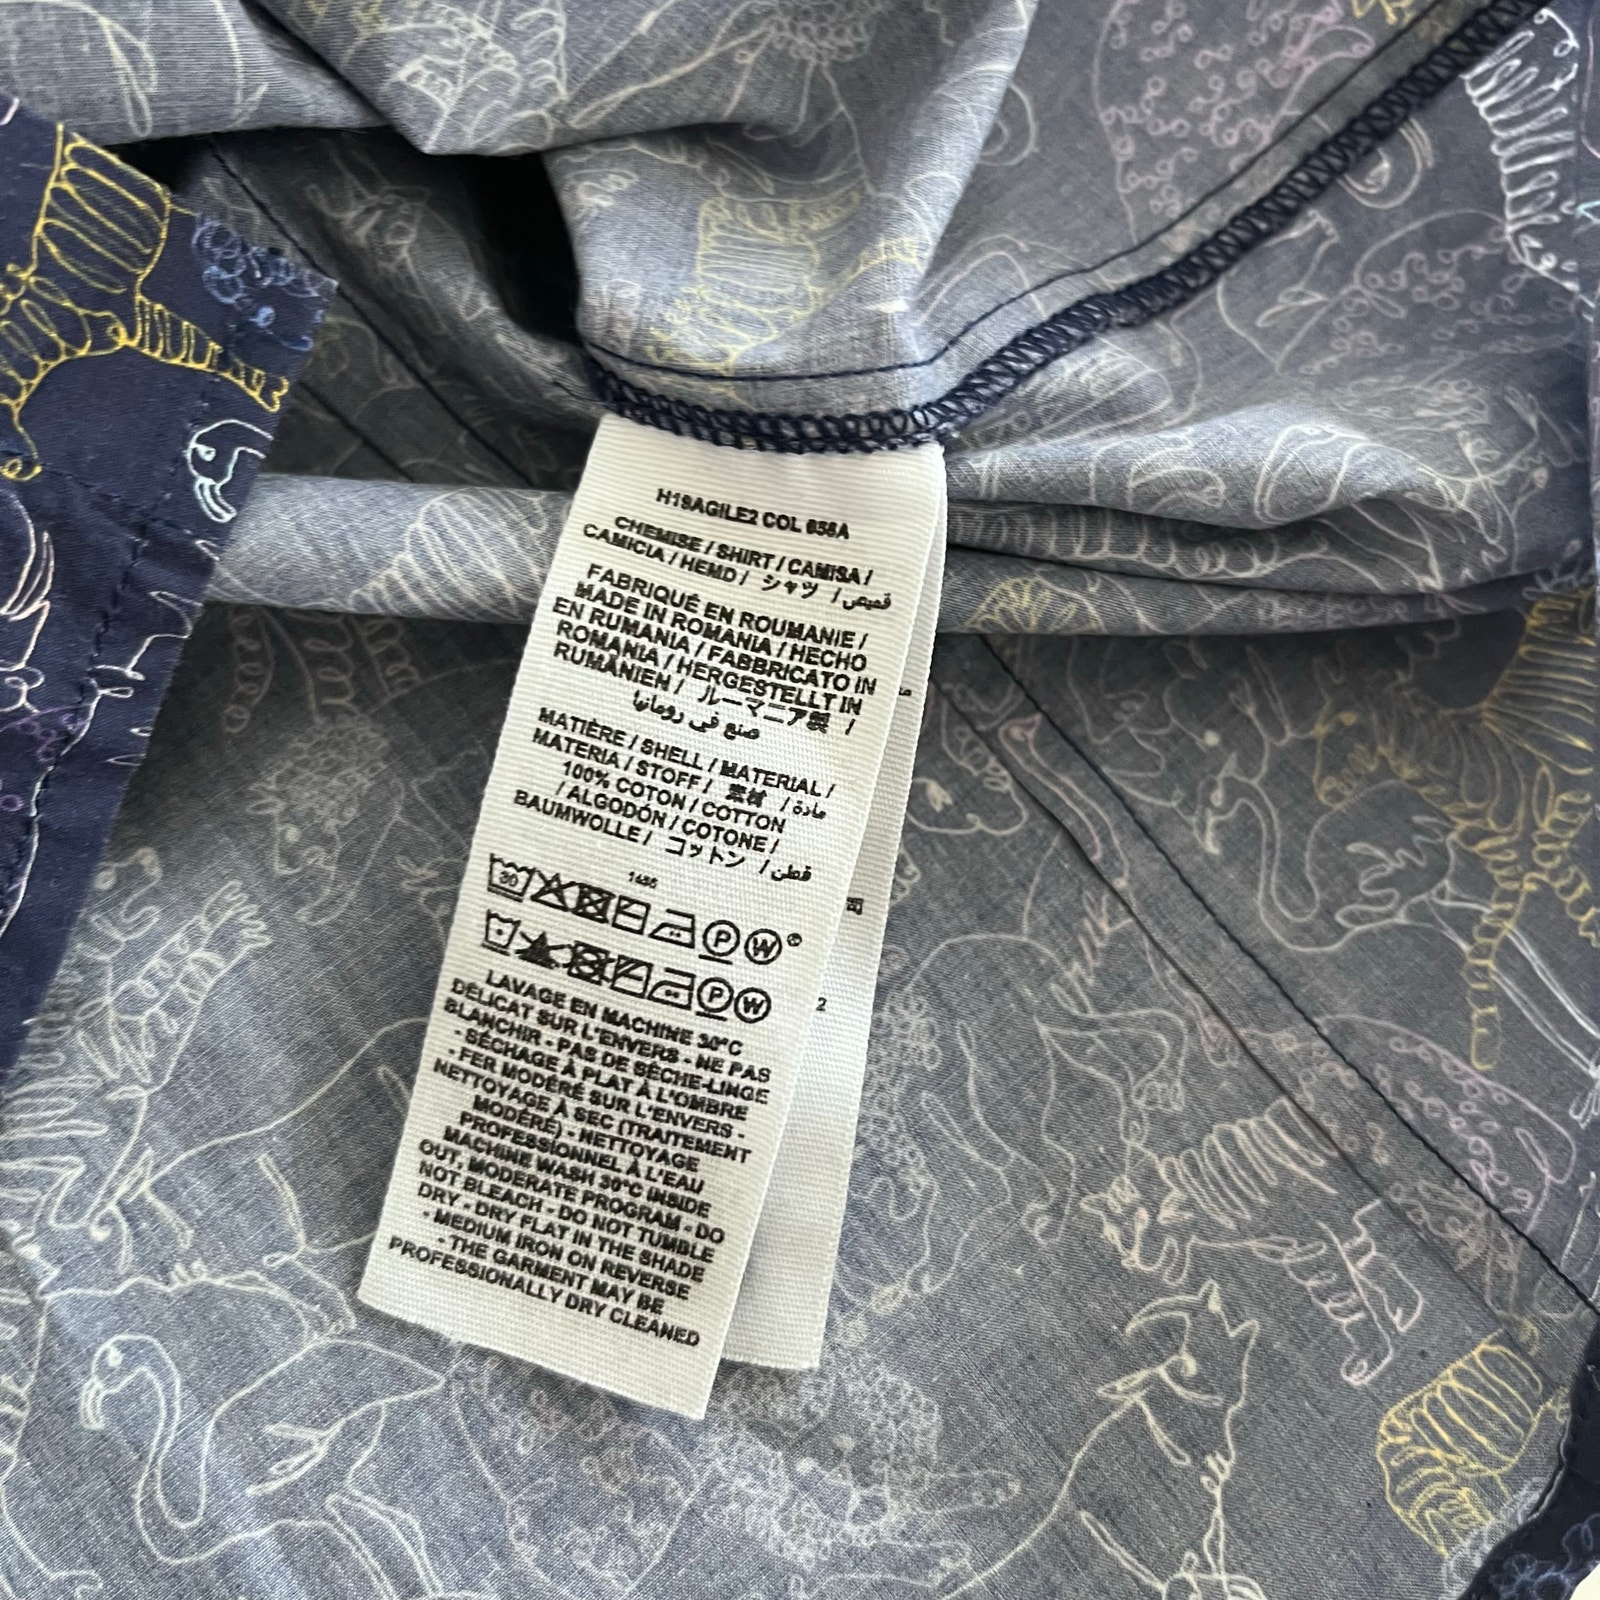 H19AGILE2 COL 658A
CHEMISE / SHIRT / CAMISA /
CAMICIA / HEMD / シャツ / قميص
FABRIQUÉ EN ROUMANIE /
MADE IN ROMANIA / HECHO
EN RUMANIA / FABBRICATO IN
ROMANIA / HERGESTELLT IN
RUMÄNIEN / ルーマニア製 /
صنع في رومانيا
MATIÈRE / SHELL / MATERIAL /
MATERIA / STOFF / 素材 / مادة
100% COTON / COTTON
/ ALGODÓN / COTONE /
BAUMWOLLE / コットン / قطن
30
P W
P W
LAVAGE EN MACHINE 30°C
DÉLICAT SUR L'ENVERS - NE PAS
BLANCHIR - PAS DE SÈCHE-LINGE
- SÉCHAGE À PLAT À L'OMBRE
- FER MODÉRÉ SUR L'ENVERS -
NETTOYAGE À SEC (TRAITEMENT
MODÉRÉ) - NETTOYAGE
PROFESSIONNEL À L'EAU
MACHINE WASH 30°C INSIDE
OUT, MODERATE PROGRAM - DO
NOT BLEACH - DO NOT TUMBLE
DRY - DRY FLAT IN THE SHADE
- MEDIUM IRON ON REVERSE
- THE GARMENT MAY BE
PROFESSIONALLY DRY CLEANED
2